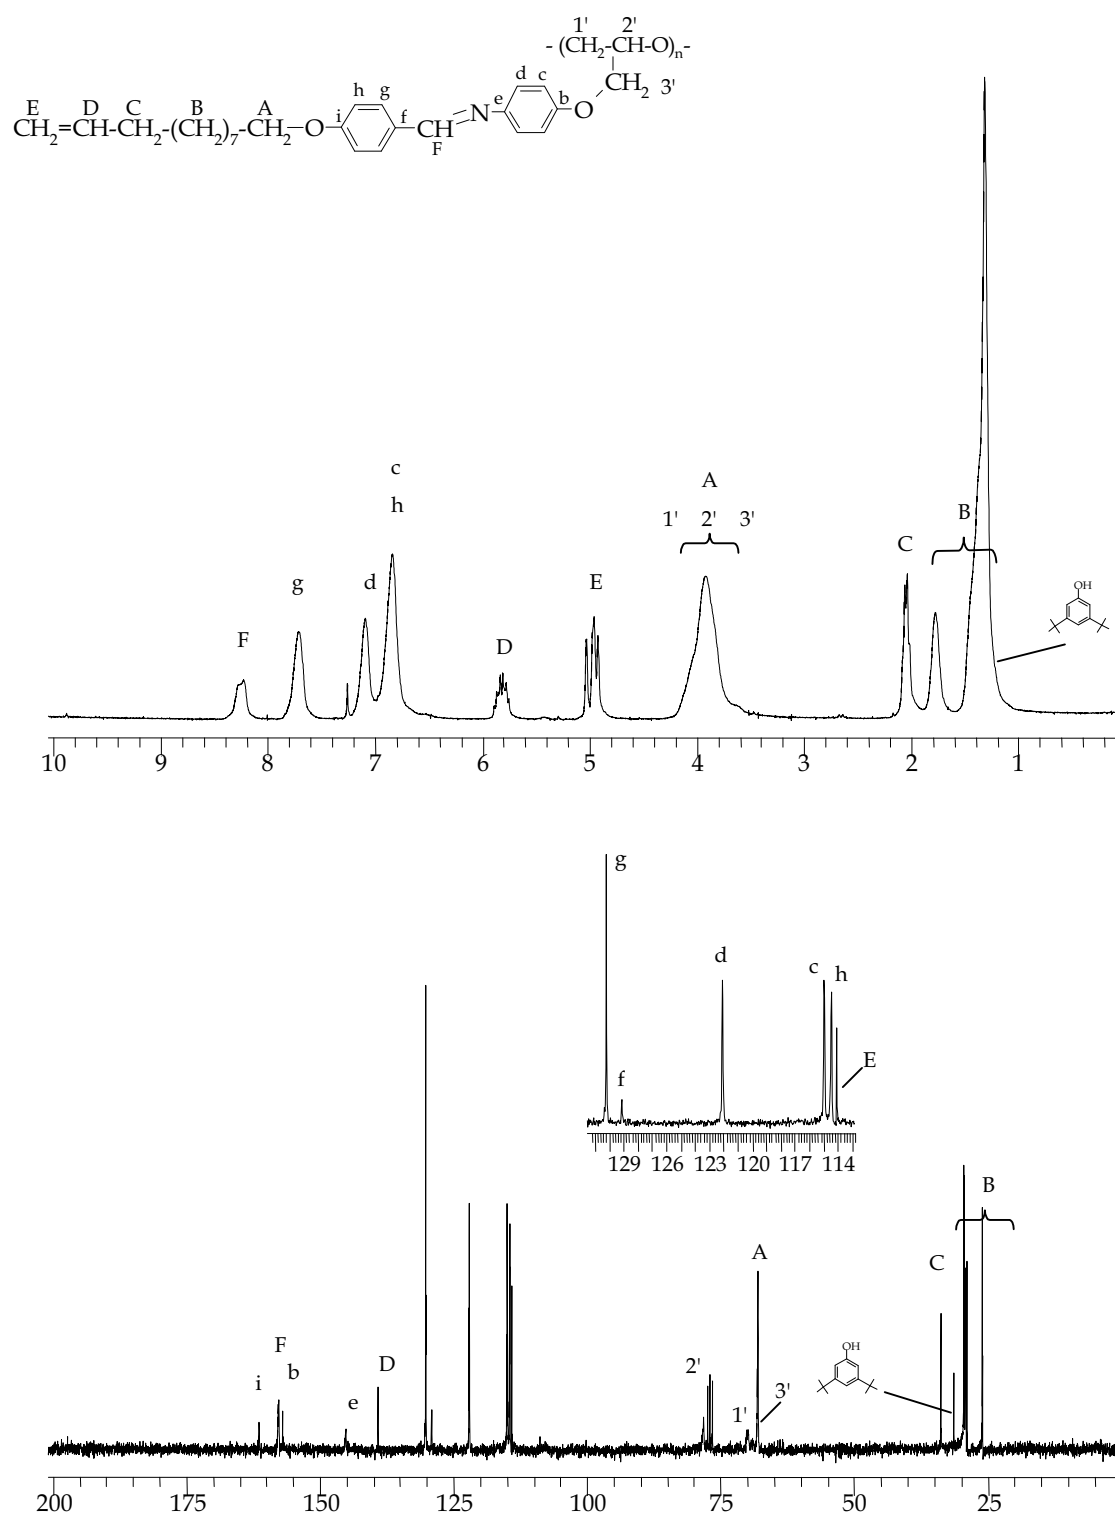 1' 2'
- (CH2-CH-O)n-
CH2 3'
d c
h g e b O
E D C B A i f N
CH2=CH-CH2-(CH2)7-CH2-O CH
F
c
h
A
1' 2' 3'
B
C
g d E
OH
F D
10 9 8 7 6 5 4 3 2 1
g
d c h
E
f
129 126 123 120 117 114
B
A C
F
b D OH
i 2' 3'
e 1'
200 175 150 125 100 75 50 25